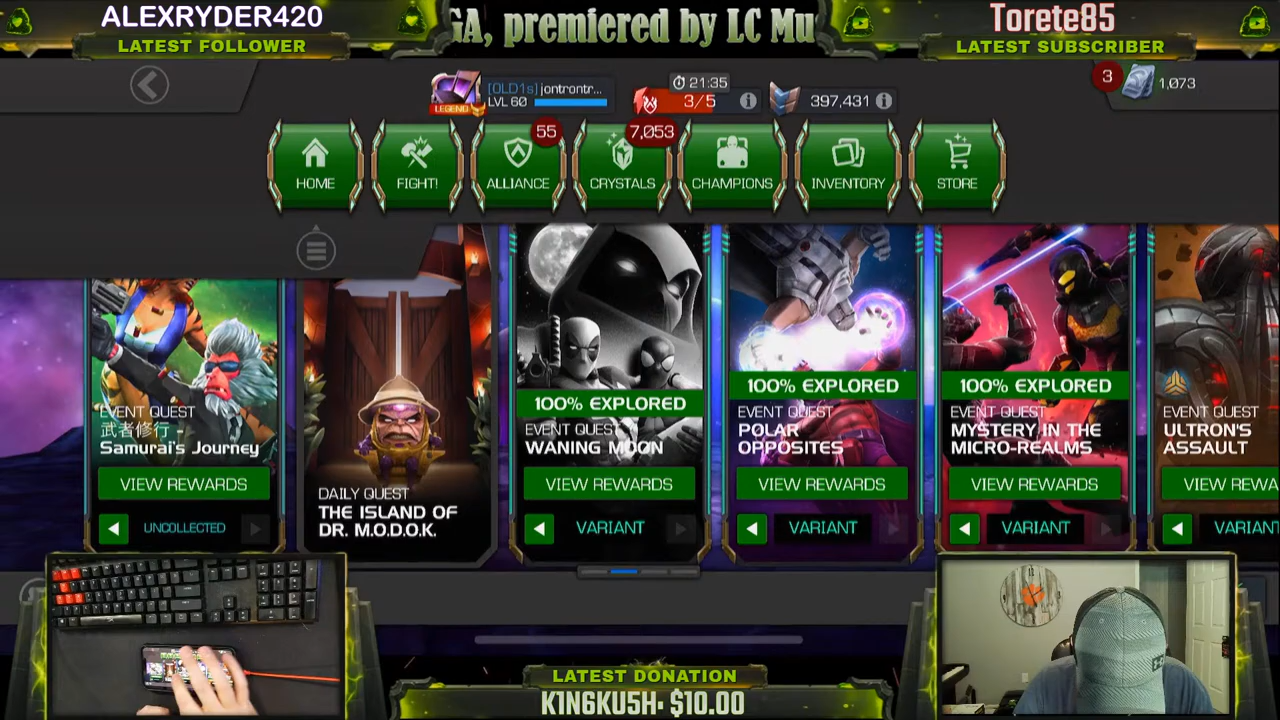 ALEXRYDER420
LATEST FOLLOWER
GA, premiered by LC Mu
Torete85
LATEST SUBSCRIBER
[OLD1s] jontrontr...
LVL 60
LEGEND
21:35
3/5
397,431
3
1,073
HOME
FIGHT!
55
ALLIANCE
7,053
CRYSTALS
CHAMPIONS
INVENTORY
STORE
EVENT QUEST
武者修行 -
Samurai's Journey
VIEW REWARDS
UNCOLLECTED
DAILY QUEST
THE ISLAND OF
DR. M.O.D.O.K.
100% EXPLORED
EVENT QUEST
WANING MOON
VIEW REWARDS
VARIANT
100% EXPLORED
EVENT QUEST
POLAR
OPPOSITES
VIEW REWARDS
VARIANT
100% EXPLORED
EVENT QUEST
MYSTERY IN THE
MICRO-REALMS
VIEW REWARDS
VARIANT
EVENT QUEST
ULTRON'S
ASSAULT
VIEW REWA
VARIAN
LATEST DONATION
K1NGKU5H: $10.00